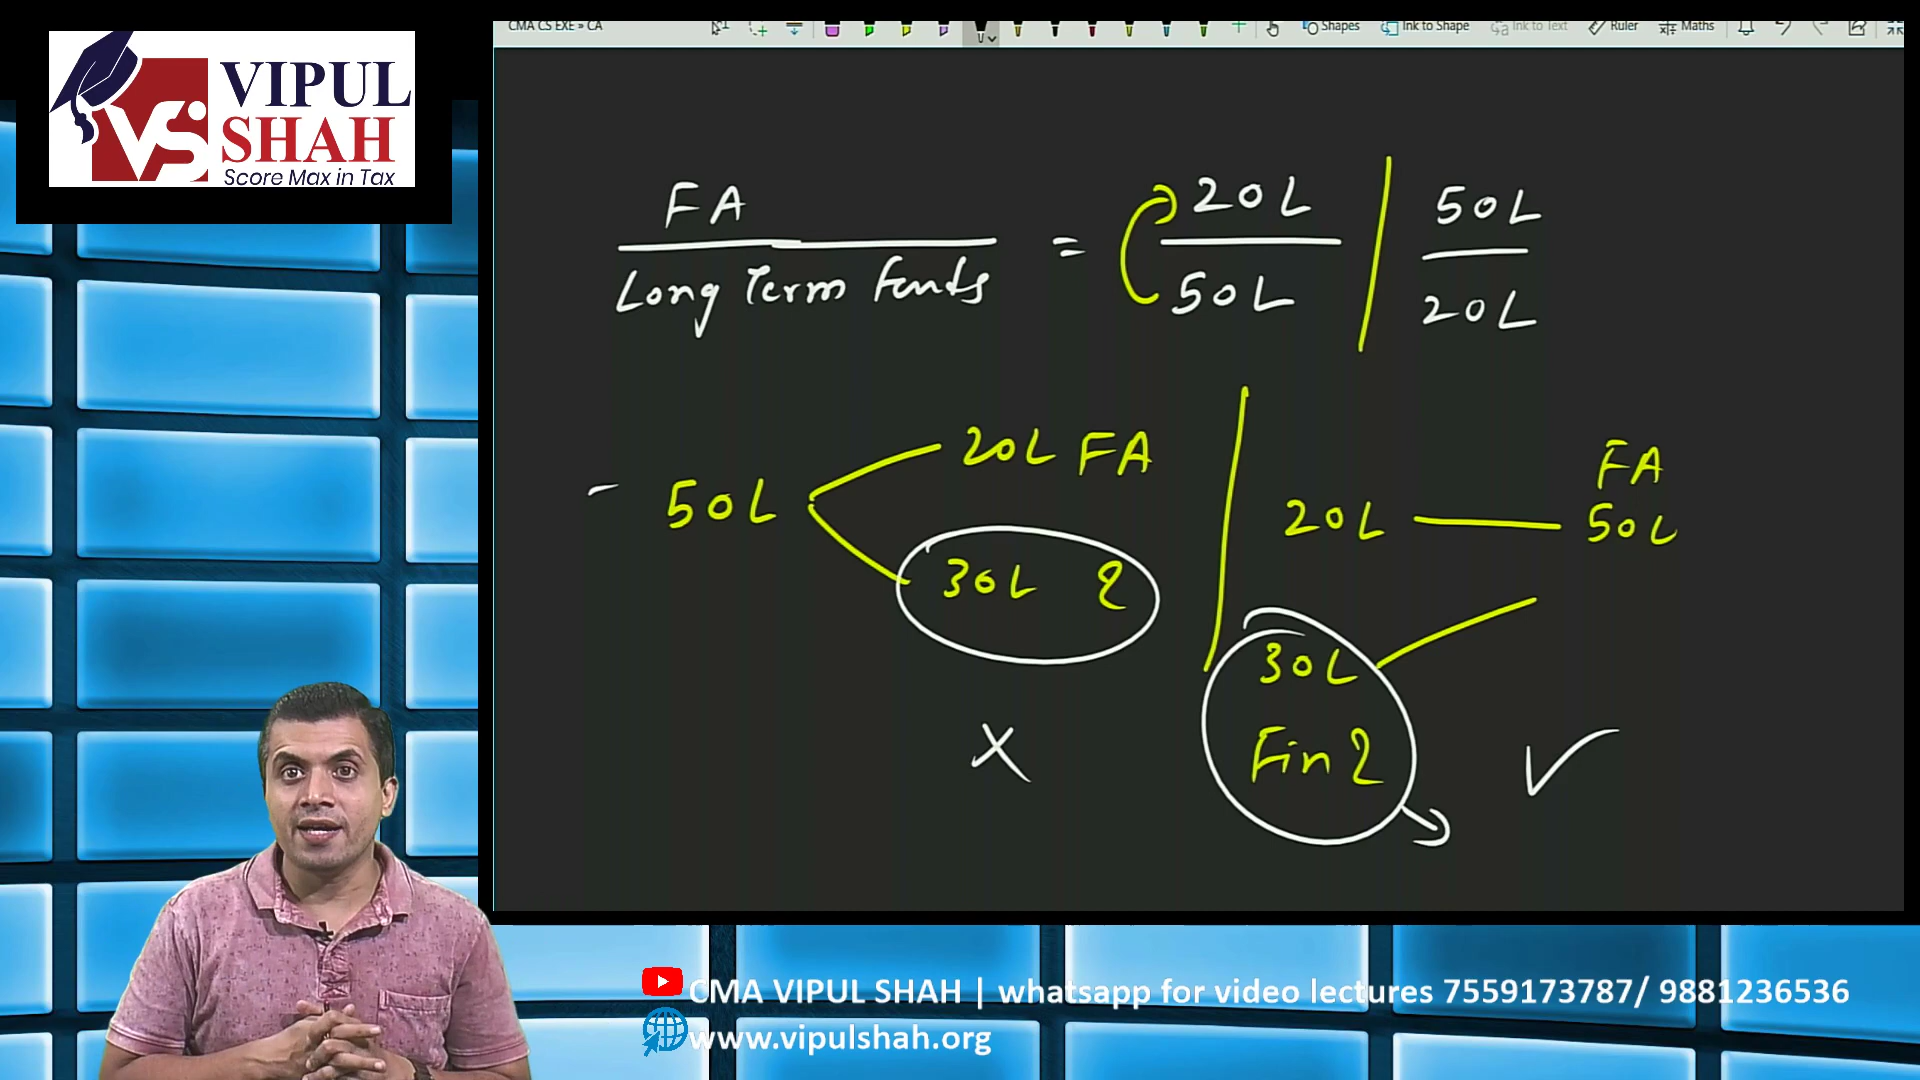 CMA CS EXE » CA
Shapes
Ink to Shape
Ink to Text
Ruler
Maths
VIPUL
SHAH
VS
Score Max in Tax
FA
Long Term Funds
=
20L
50L
50L
20L
50L
20L FA
30L ?
X
20L
FA
50L
30L
Fin ?
CMA VIPUL SHAH | whatsapp for video lectures 7559173787/ 9881236536
www.vipulshah.org